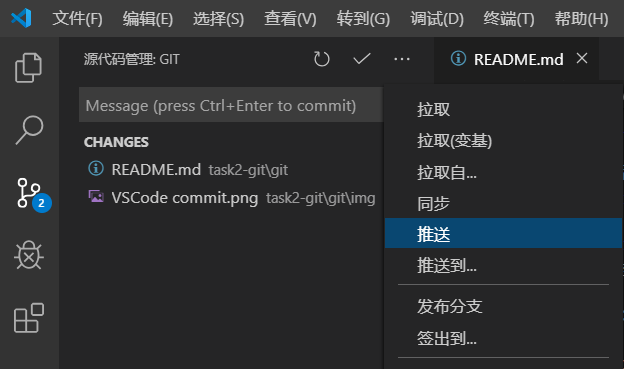 文件(F) 编辑(E) 选择(S) 查看(V) 转到(G) 调试(D) 终端(T) 帮助(H)
源代码管理: GIT
README.md
Message (press Ctrl+Enter to commit)
CHANGES
README.md task2-git\git
VSCode commit.png task2-git\git\img
2
拉取
拉取(变基)
拉取自...
同步
推送
推送到...
发布分支
签出到...